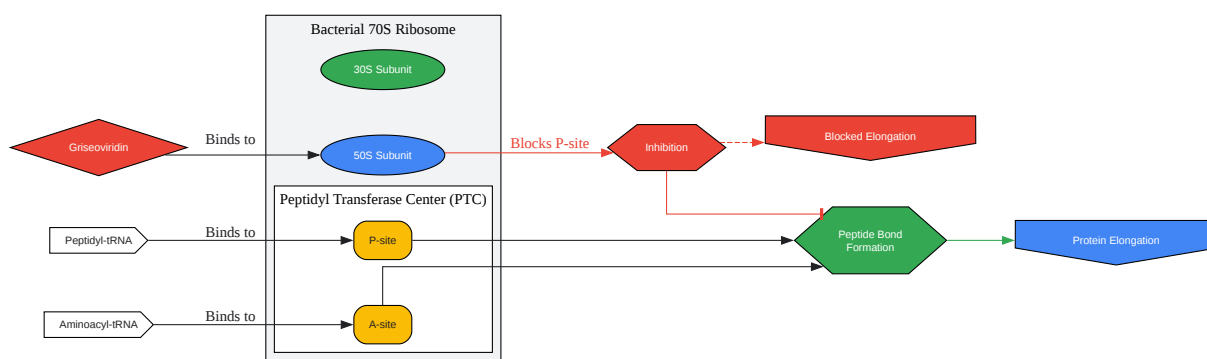 Bacterial 70S Ribosome
30S Subunit
Griseoviridin
Binds to
50S Subunit
Blocks P-site
Inhibition
Blocked Elongation
Peptidyl Transferase Center (PTC)
Peptidyl-tRNA
Binds to
P-site
Peptide Bond
Formation
Protein Elongation
Aminoacyl-tRNA
Binds to
A-site